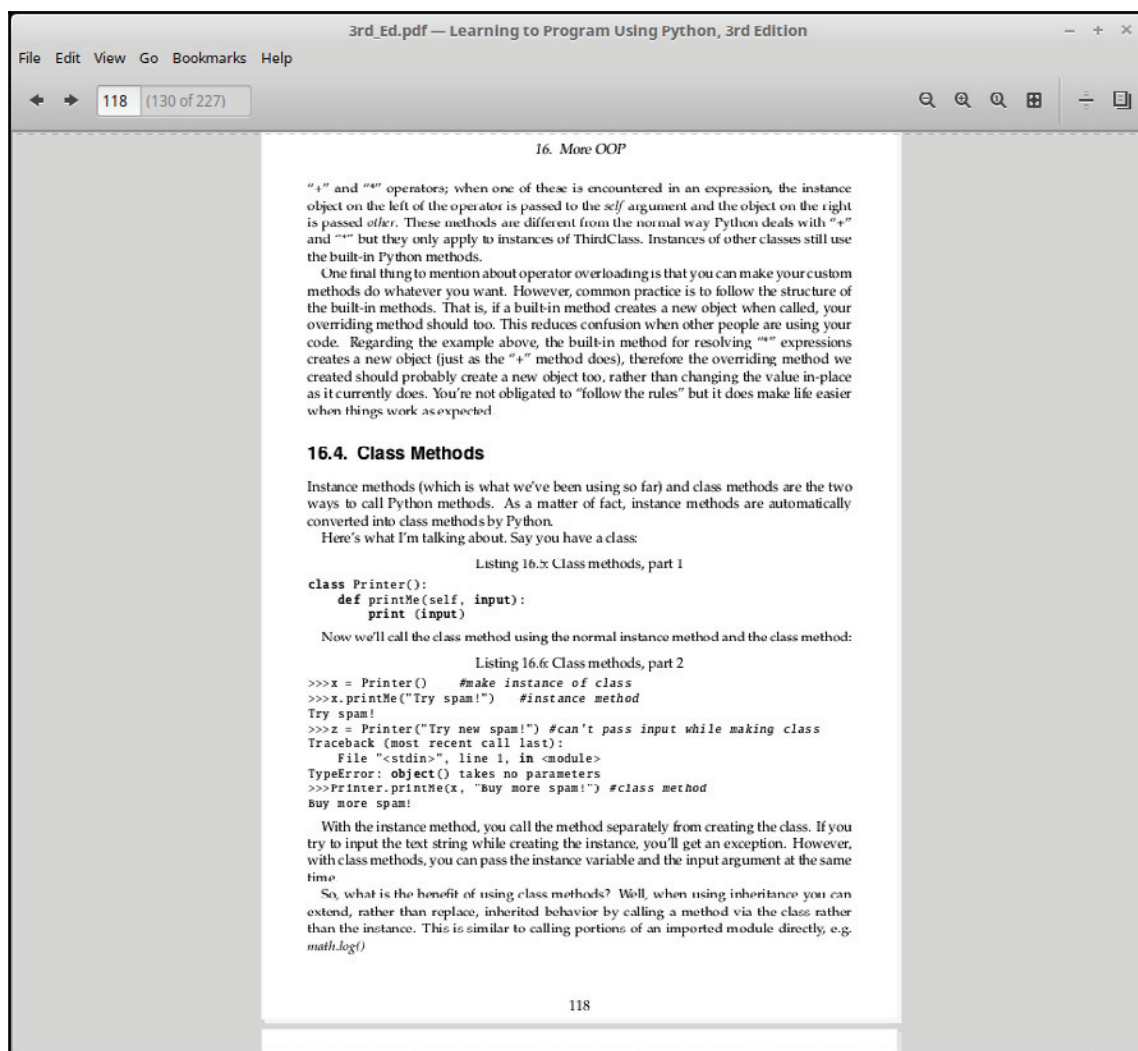 3rd_Ed.pdf — Learning to Program Using Python, 3rd Edition
File Edit View Go Bookmarks Help
118 (130 of 227)
16. More OOP
"+" and "*" operators; when one of these is encountered in an expression, the instance
object on the left of the operator is passed to the self argument and the object on the right
is passed other. These methods are different from the normal way Python deals with "+"
and "*" but they only apply to instances of ThirdClass. Instances of other classes still use
the built-in Python methods.
One final thing to mention about operator overloading is that you can make your custom
methods do whatever you want. However, common practice is to follow the structure of
the built-in methods. That is, if a built-in method creates a new object when called, your
overriding method should too. This reduces confusion when other people are using your
code. Regarding the example above, the built-in method for resolving "*" expressions
creates a new object (just as the "+" method does), therefore the overriding method we
created should probably create a new object too, rather than changing the value in-place
as it currently does. You're not obligated to "follow the rules" but it does make life easier
when things work as expected.
16.4. Class Methods
Instance methods (which is what we've been using so far) and class methods are the two
ways to call Python methods. As a matter of fact, instance methods are automatically
converted into class methods by Python.
Here's what I'm talking about. Say you have a class:
Listing 16.5: Class methods, part 1
class Printer():
    def printMe(self, input):
        print (input)
Now we'll call the class method using the normal instance method and the class method:
Listing 16.6: Class methods, part 2
>>>x = Printer()    #make instance of class
>>>x.printMe("Try spam!")   #instance method
Try spam!
>>>z = Printer("Try new spam!") #can't pass input while making class
Traceback (most recent call last):
    File "<stdin>", line 1, in <module>
TypeError: object() takes no parameters
>>>Printer.printMe(x, "Buy more spam!") #class method
Buy more spam!
With the instance method, you call the method separately from creating the class. If you
try to input the text string while creating the instance, you'll get an exception. However,
with class methods, you can pass the instance variable and the input argument at the same
time.
So, what is the benefit of using class methods? Well, when using inheritance you can
extend, rather than replace, inherited behavior by calling a method via the class rather
than the instance. This is similar to calling portions of an imported module directly, e.g.
math.log()
118